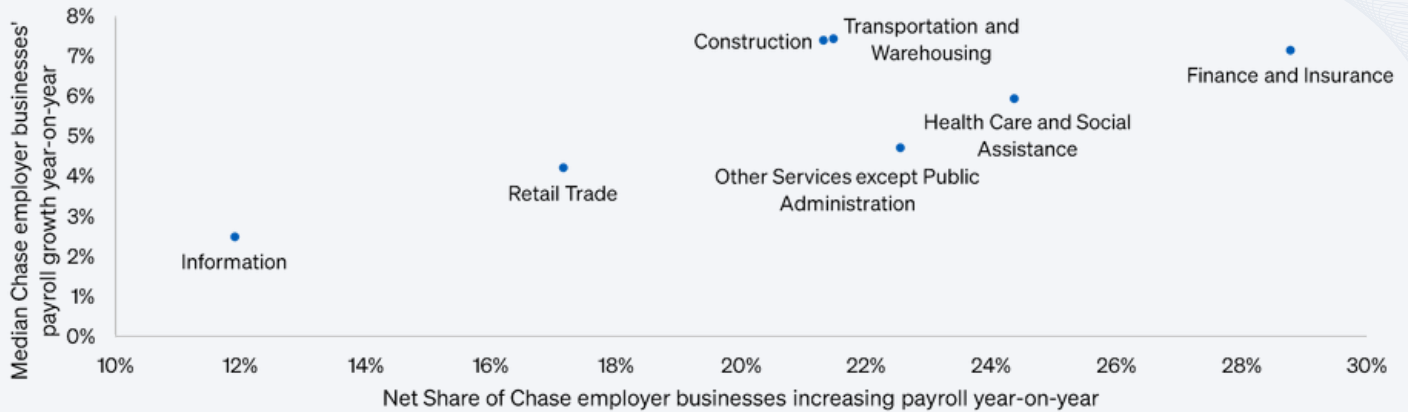 Median Chase employer businesses'
payroll growth year-on-year
8%
7%
6%
5%
4%
3%
2%
1%
0%
Construction
Transportation and
Warehousing
Finance and Insurance
Health Care and Social
Assistance
Other Services except Public
Administration
Retail Trade
Information
10% 12% 14% 16% 18% 20% 22% 24% 26% 28% 30%
Net Share of Chase employer businesses increasing payroll year-on-year